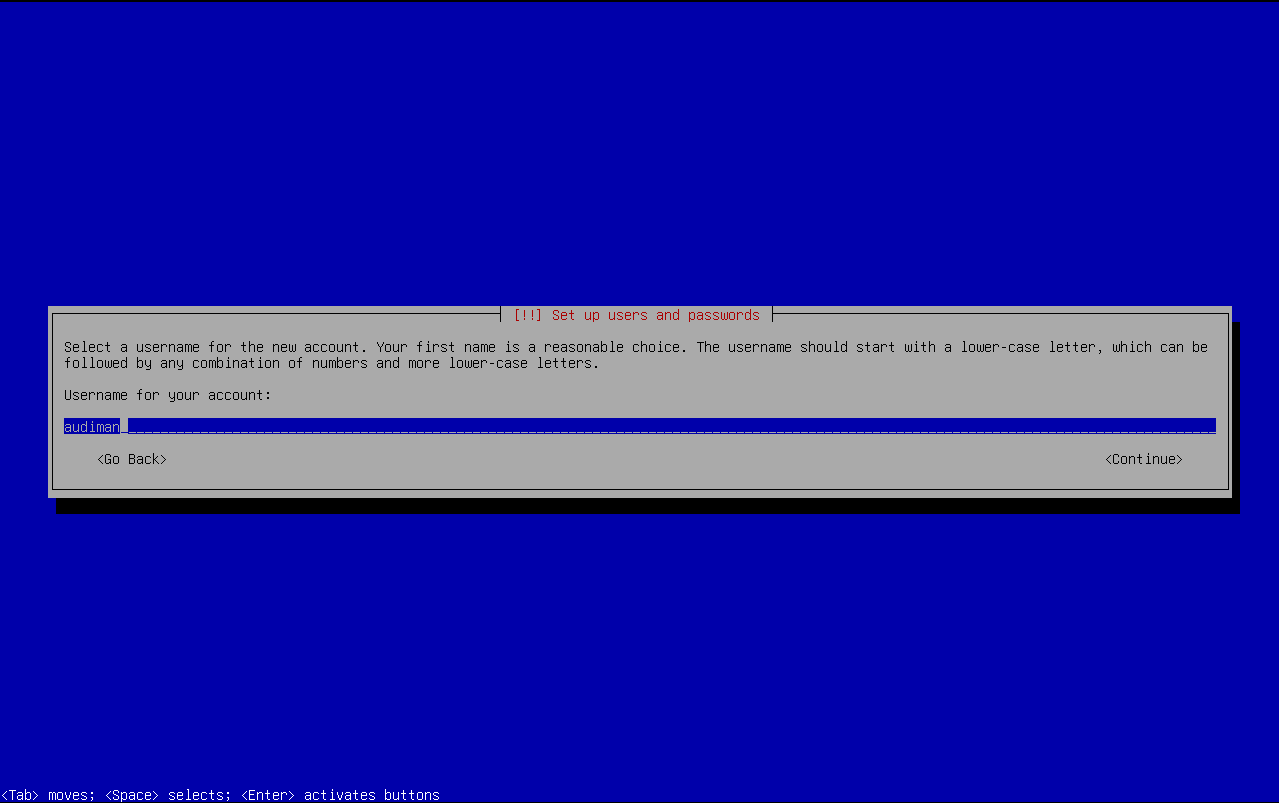 [!!] Set up users and passwords
Select a username for the new account. Your first name is a reasonable choice. The username should start with a lower-case letter, which can be
followed by any combination of numbers and more lower-case letters.
Username for your account:
audiman
<Go Back> <Continue>
<Tab> moves; <Space> selects; <Enter> activates buttons